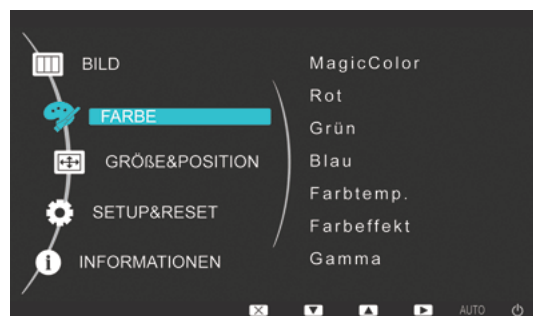 BILD
FARBE
GRÖßE&POSITION
SETUP&RESET
INFORMATIONEN
MagicColor
Rot
Grün
Blau
Farbtemp.
Farbeffekt
Gamma
AUTO